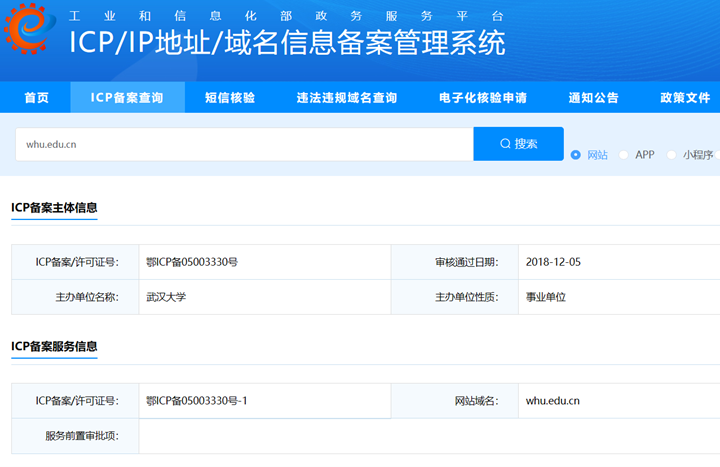 工业和信息化部政务服务平台
ICP/IP地址/域名信息备案管理系统
首页 ICP备案查询 短信核验 违法违规域名查询 电子化核验申请 通知公告 政策文件
whu.edu.cn 搜索 网站 APP 小程序
ICP备案主体信息
ICP备案/许可证号： 鄂ICP备05003330号 审核通过日期： 2018-12-05
主办单位名称： 武汉大学 主办单位性质： 事业单位
ICP备案服务信息
ICP备案/许可证号： 鄂ICP备05003330号-1 网站域名： whu.edu.cn
服务前置审批项：